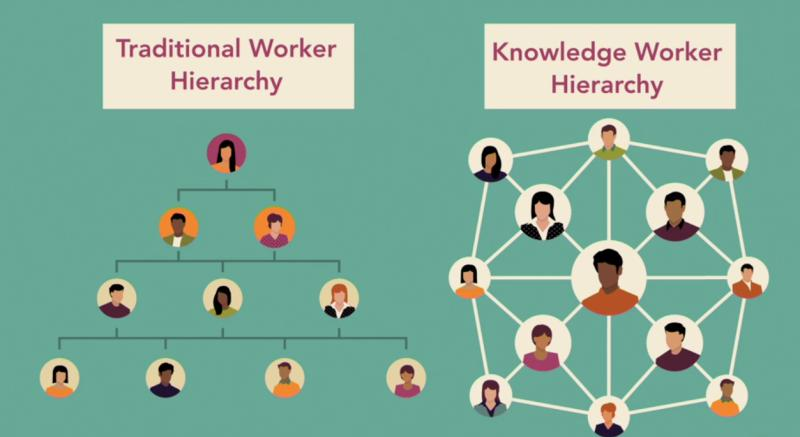 Traditional Worker
Hierarchy
Knowledge Worker
Hierarchy